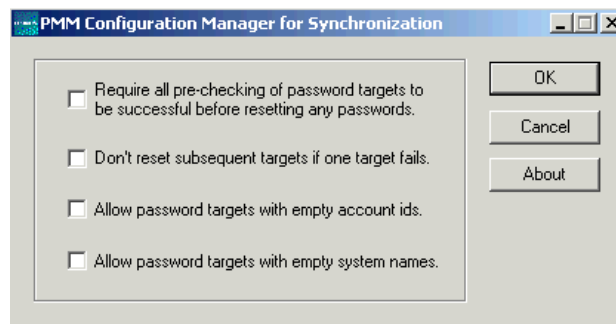 PMM Configuration Manager for Synchronization
Require all pre-checking of password targets to
be successful before resetting any passwords.
Don't reset subsequent targets if one target fails.
Allow password targets with empty account ids.
Allow password targets with empty system names.
OK
Cancel
About